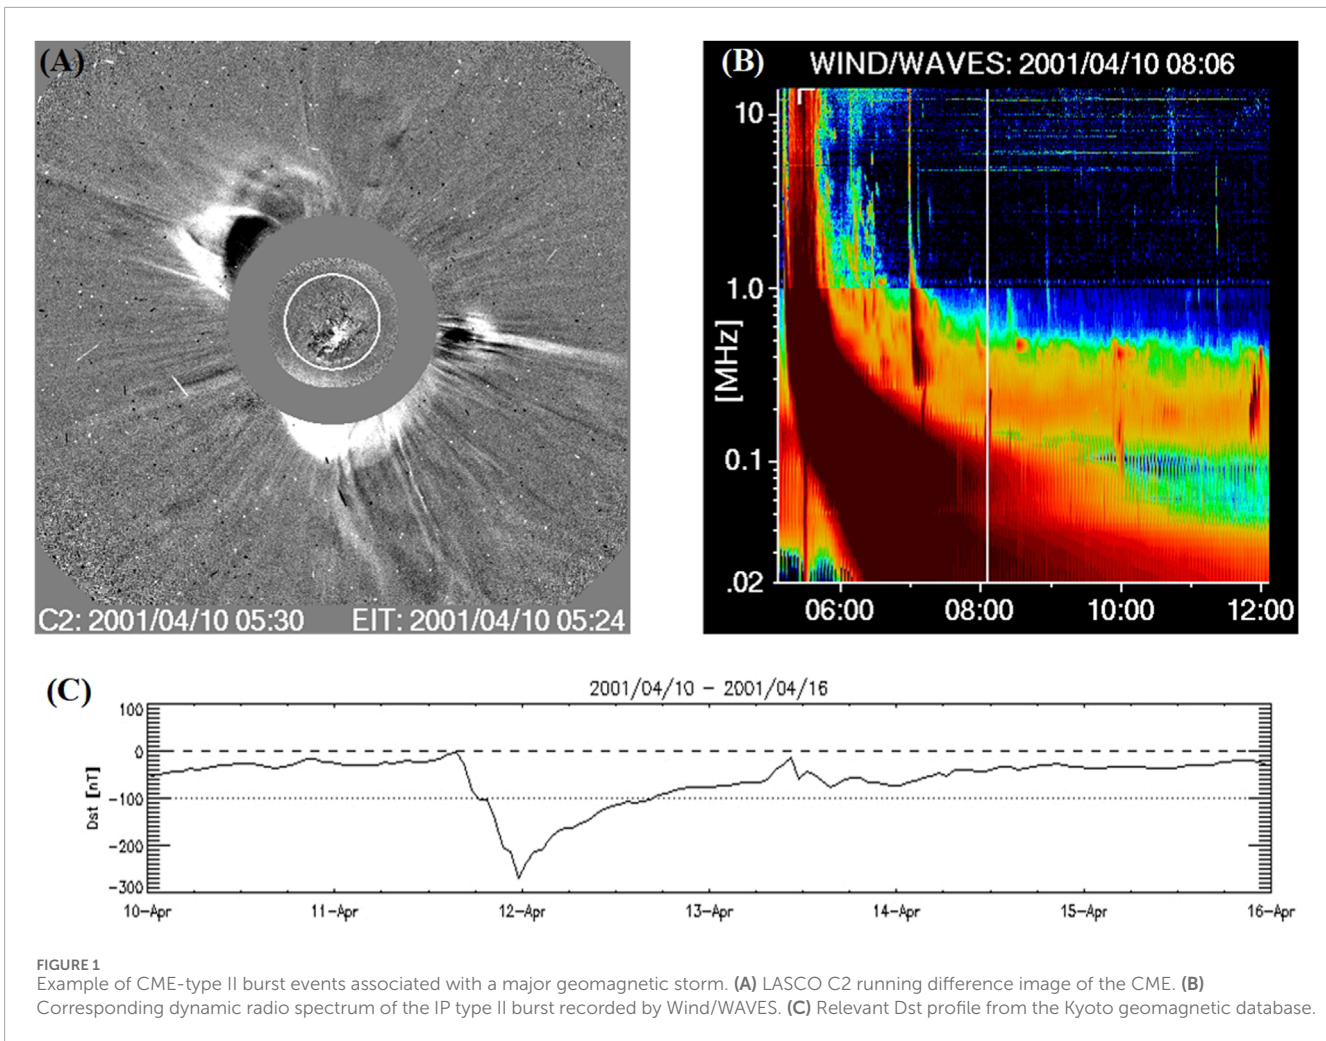 (A)
C2: 2001/04/10 05:30 EIT: 2001/04/10 05:24
(B) WIND/WAVES: 2001/04/10 08:06
10
1.0
[MHz]
0.1
.02
06:00 08:00 10:00 12:00
(C)
2001/04/10 – 2001/04/16
100
0
Dst [nT]
−100
−200
−300
10–Apr 11–Apr 12–Apr 13–Apr 14–Apr 15–Apr 16–Apr
FIGURE 1
Example of CME-type II burst events associated with a major geomagnetic storm. (A) LASCO C2 running difference image of the CME. (B)
Corresponding dynamic radio spectrum of the IP type II burst recorded by Wind/WAVES. (C) Relevant Dst profile from the Kyoto geomagnetic database.